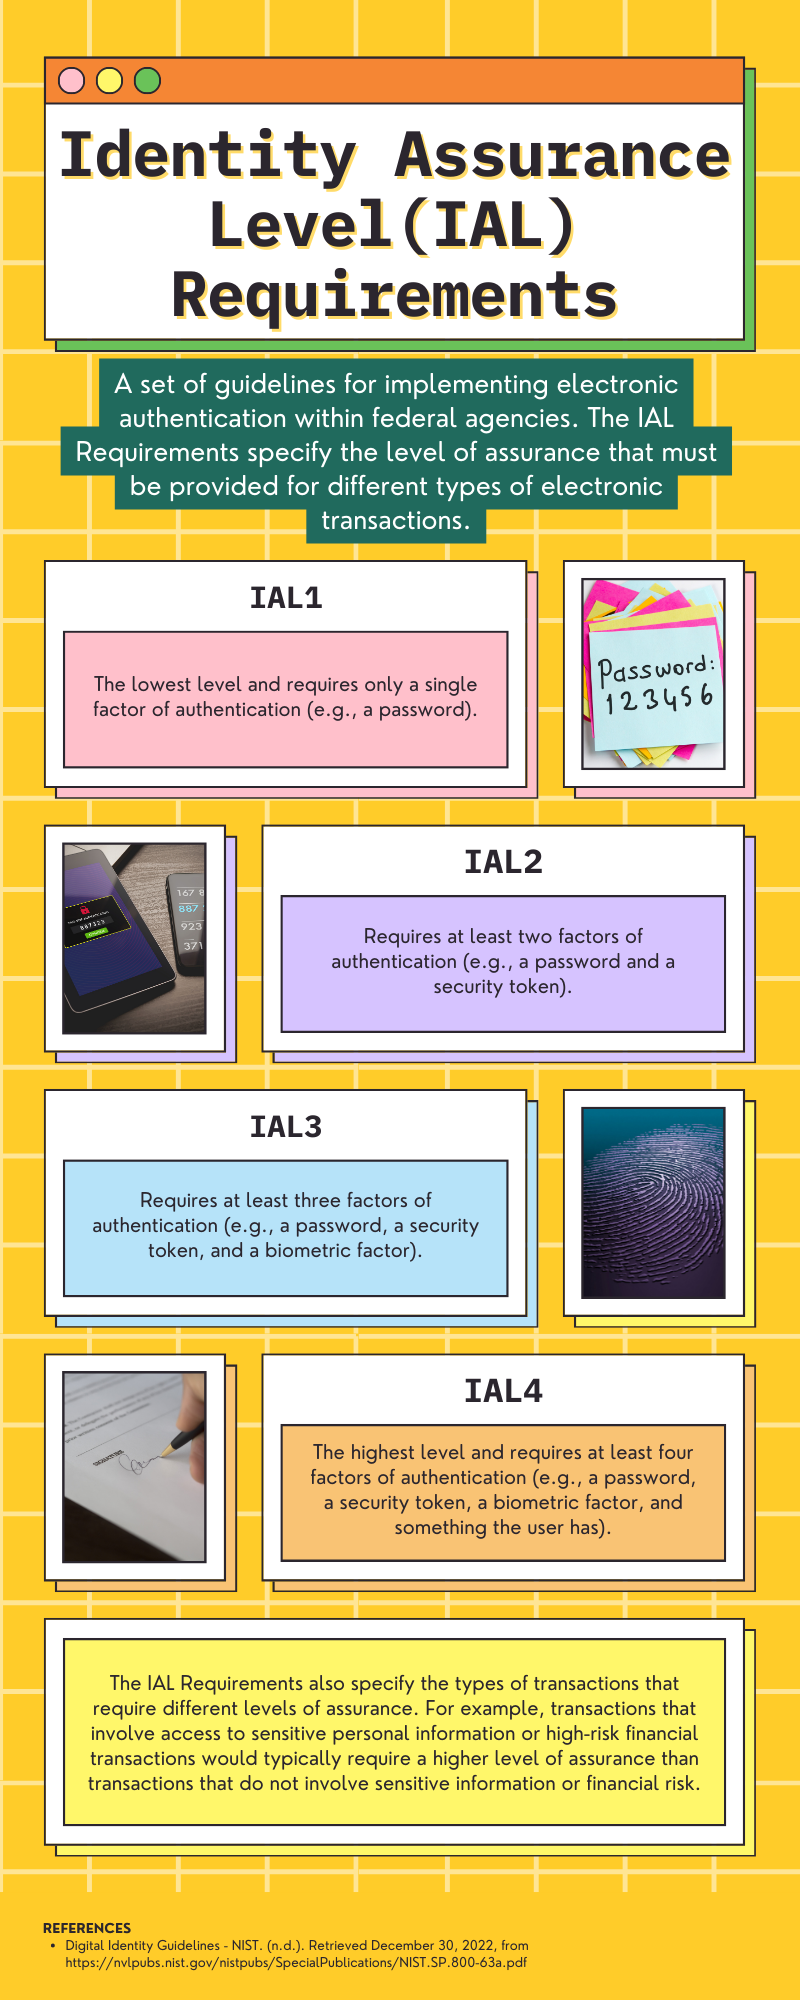 Identity Assurance
Level(IAL)
Requirements
A set of guidelines for implementing electronic
authentication within federal agencies. The IAL
Requirements specify the level of assurance that must
be provided for different types of electronic
transactions.
IAL1
The lowest level and requires only a single
factor of authentication (e.g., a password).
Password:
123456
887323
167 8
887
923
371
IAL2
Requires at least two factors of
authentication (e.g., a password and a
security token).
IAL3
Requires at least three factors of
authentication (e.g., a password, a security
token, and a biometric factor).
SIGNATURE
IAL4
The highest level and requires at least four
factors of authentication (e.g., a password,
a security token, a biometric factor, and
something the user has).
The IAL Requirements also specify the types of transactions that
require different levels of assurance. For example, transactions that
involve access to sensitive personal information or high-risk financial
transactions would typically require a higher level of assurance than
transactions that do not involve sensitive information or financial risk.
REFERENCES
• Digital Identity Guidelines - NIST. (n.d.). Retrieved December 30, 2022, from
https://nvlpubs.nist.gov/nistpubs/SpecialPublications/NIST.SP.800-63a.pdf